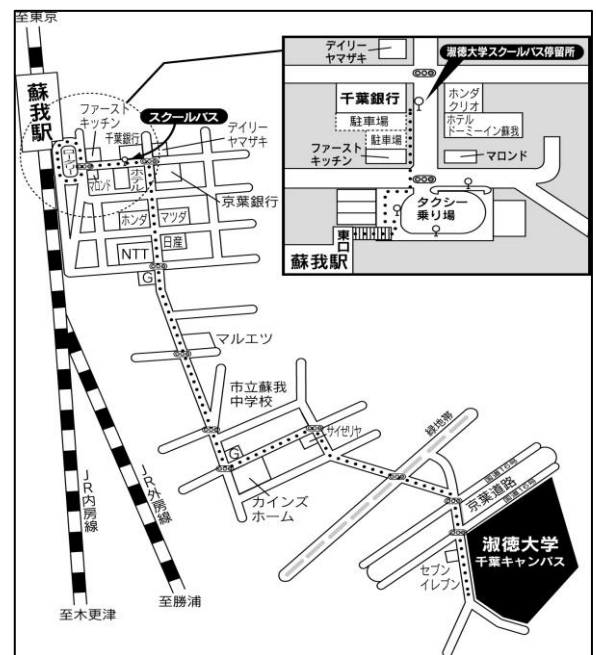 至東京
蘇我駅
ファースト
キッチン
千葉銀行
スクールバス
デイリー
ヤマザキ
マロンド
ホテル
京葉銀行
ホンダ
マツダ
NTT
日産
G
マルエツ
市立蘇我
中学校
G
サイゼリヤ
カインズ
ホーム
緑地帯
国道16号
京葉道路
国道16号
淑徳大学
千葉キャンパス
セブン
イレブン
JR内房線
JR外房線
至木更津
至勝浦
デイリー
ヤマザキ
淑徳大学スクールバス停留所
千葉銀行
駐車場
駐車場
ファースト
キッチン
ホンダ
クリオ
ホテル
ドーミーイン蘇我
マロンド
タクシー
乗り場
東口
蘇我駅